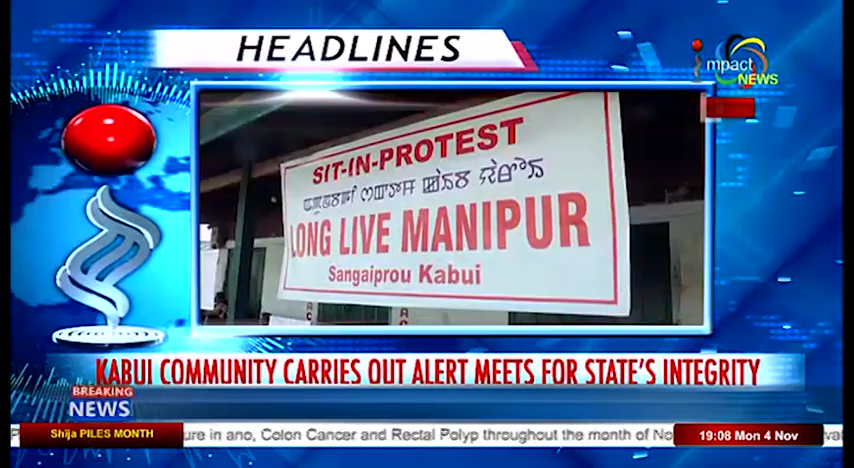 HEADLINES
impact
NEWS
SIT-IN-PROTEST
LONG LIVE MANIPUR
Sangaiprou Kabui
KABUI COMMUNITY CARRIES OUT ALERT MEETS FOR STATE'S INTEGRITY
BREAKING
NEWS
Shija PILES MONTH
ure in ano, Colon Cancer and Rectal Polyp throughout the month of No
19:08 Mon 4 Nov